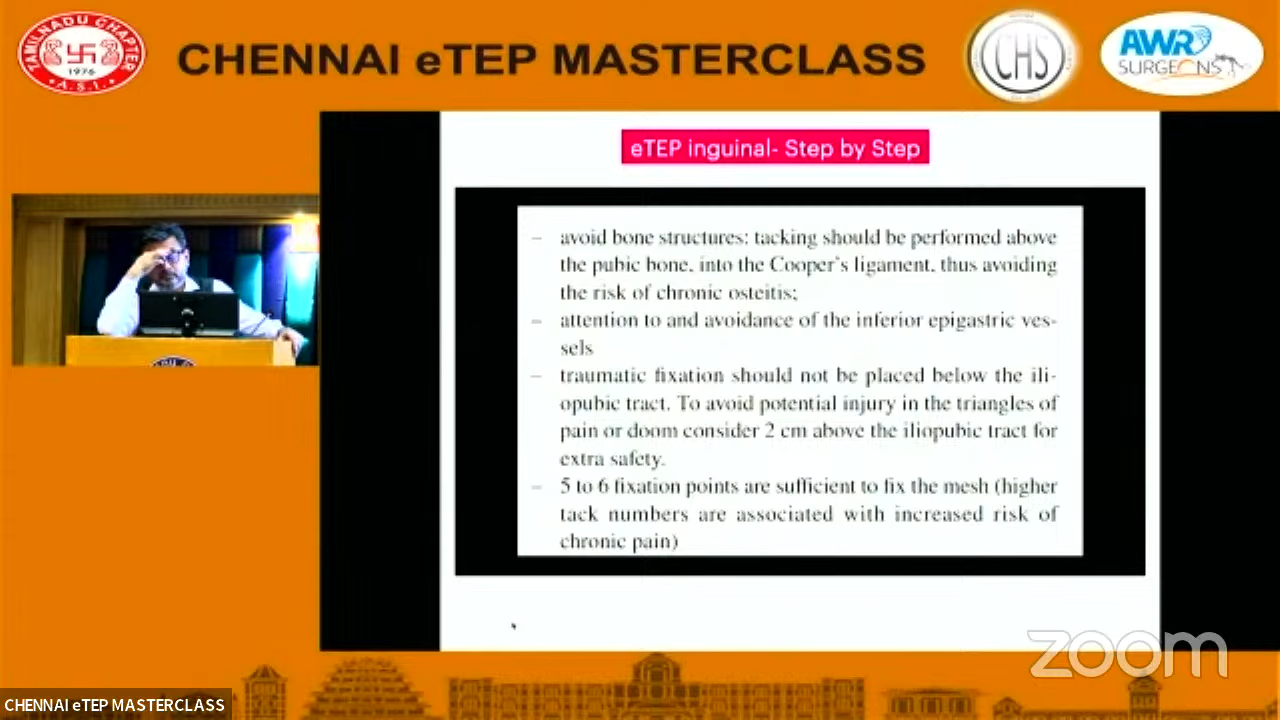 TAMILNADU CHAPTER
1976
A.S.I.
CHENNAI eTEP MASTERCLASS
CHS
AWR
SURGEONS
eTEP inguinal- Step by Step
– avoid bone structures; tacking should be performed above
the pubic bone, into the Cooper's ligament, thus avoiding
the risk of chronic osteitis;
– attention to and avoidance of the inferior epigastric ves-
sels
– traumatic fixation should not be placed below the ili-
opubic tract. To avoid potential injury in the triangles of
pain or doom consider 2 cm above the iliopubic tract for
extra safety.
– 5 to 6 fixation points are sufficient to fix the mesh (higher
tack numbers are associated with increased risk of
chronic pain)
zoom
CHENNAI eTEP MASTERCLASS